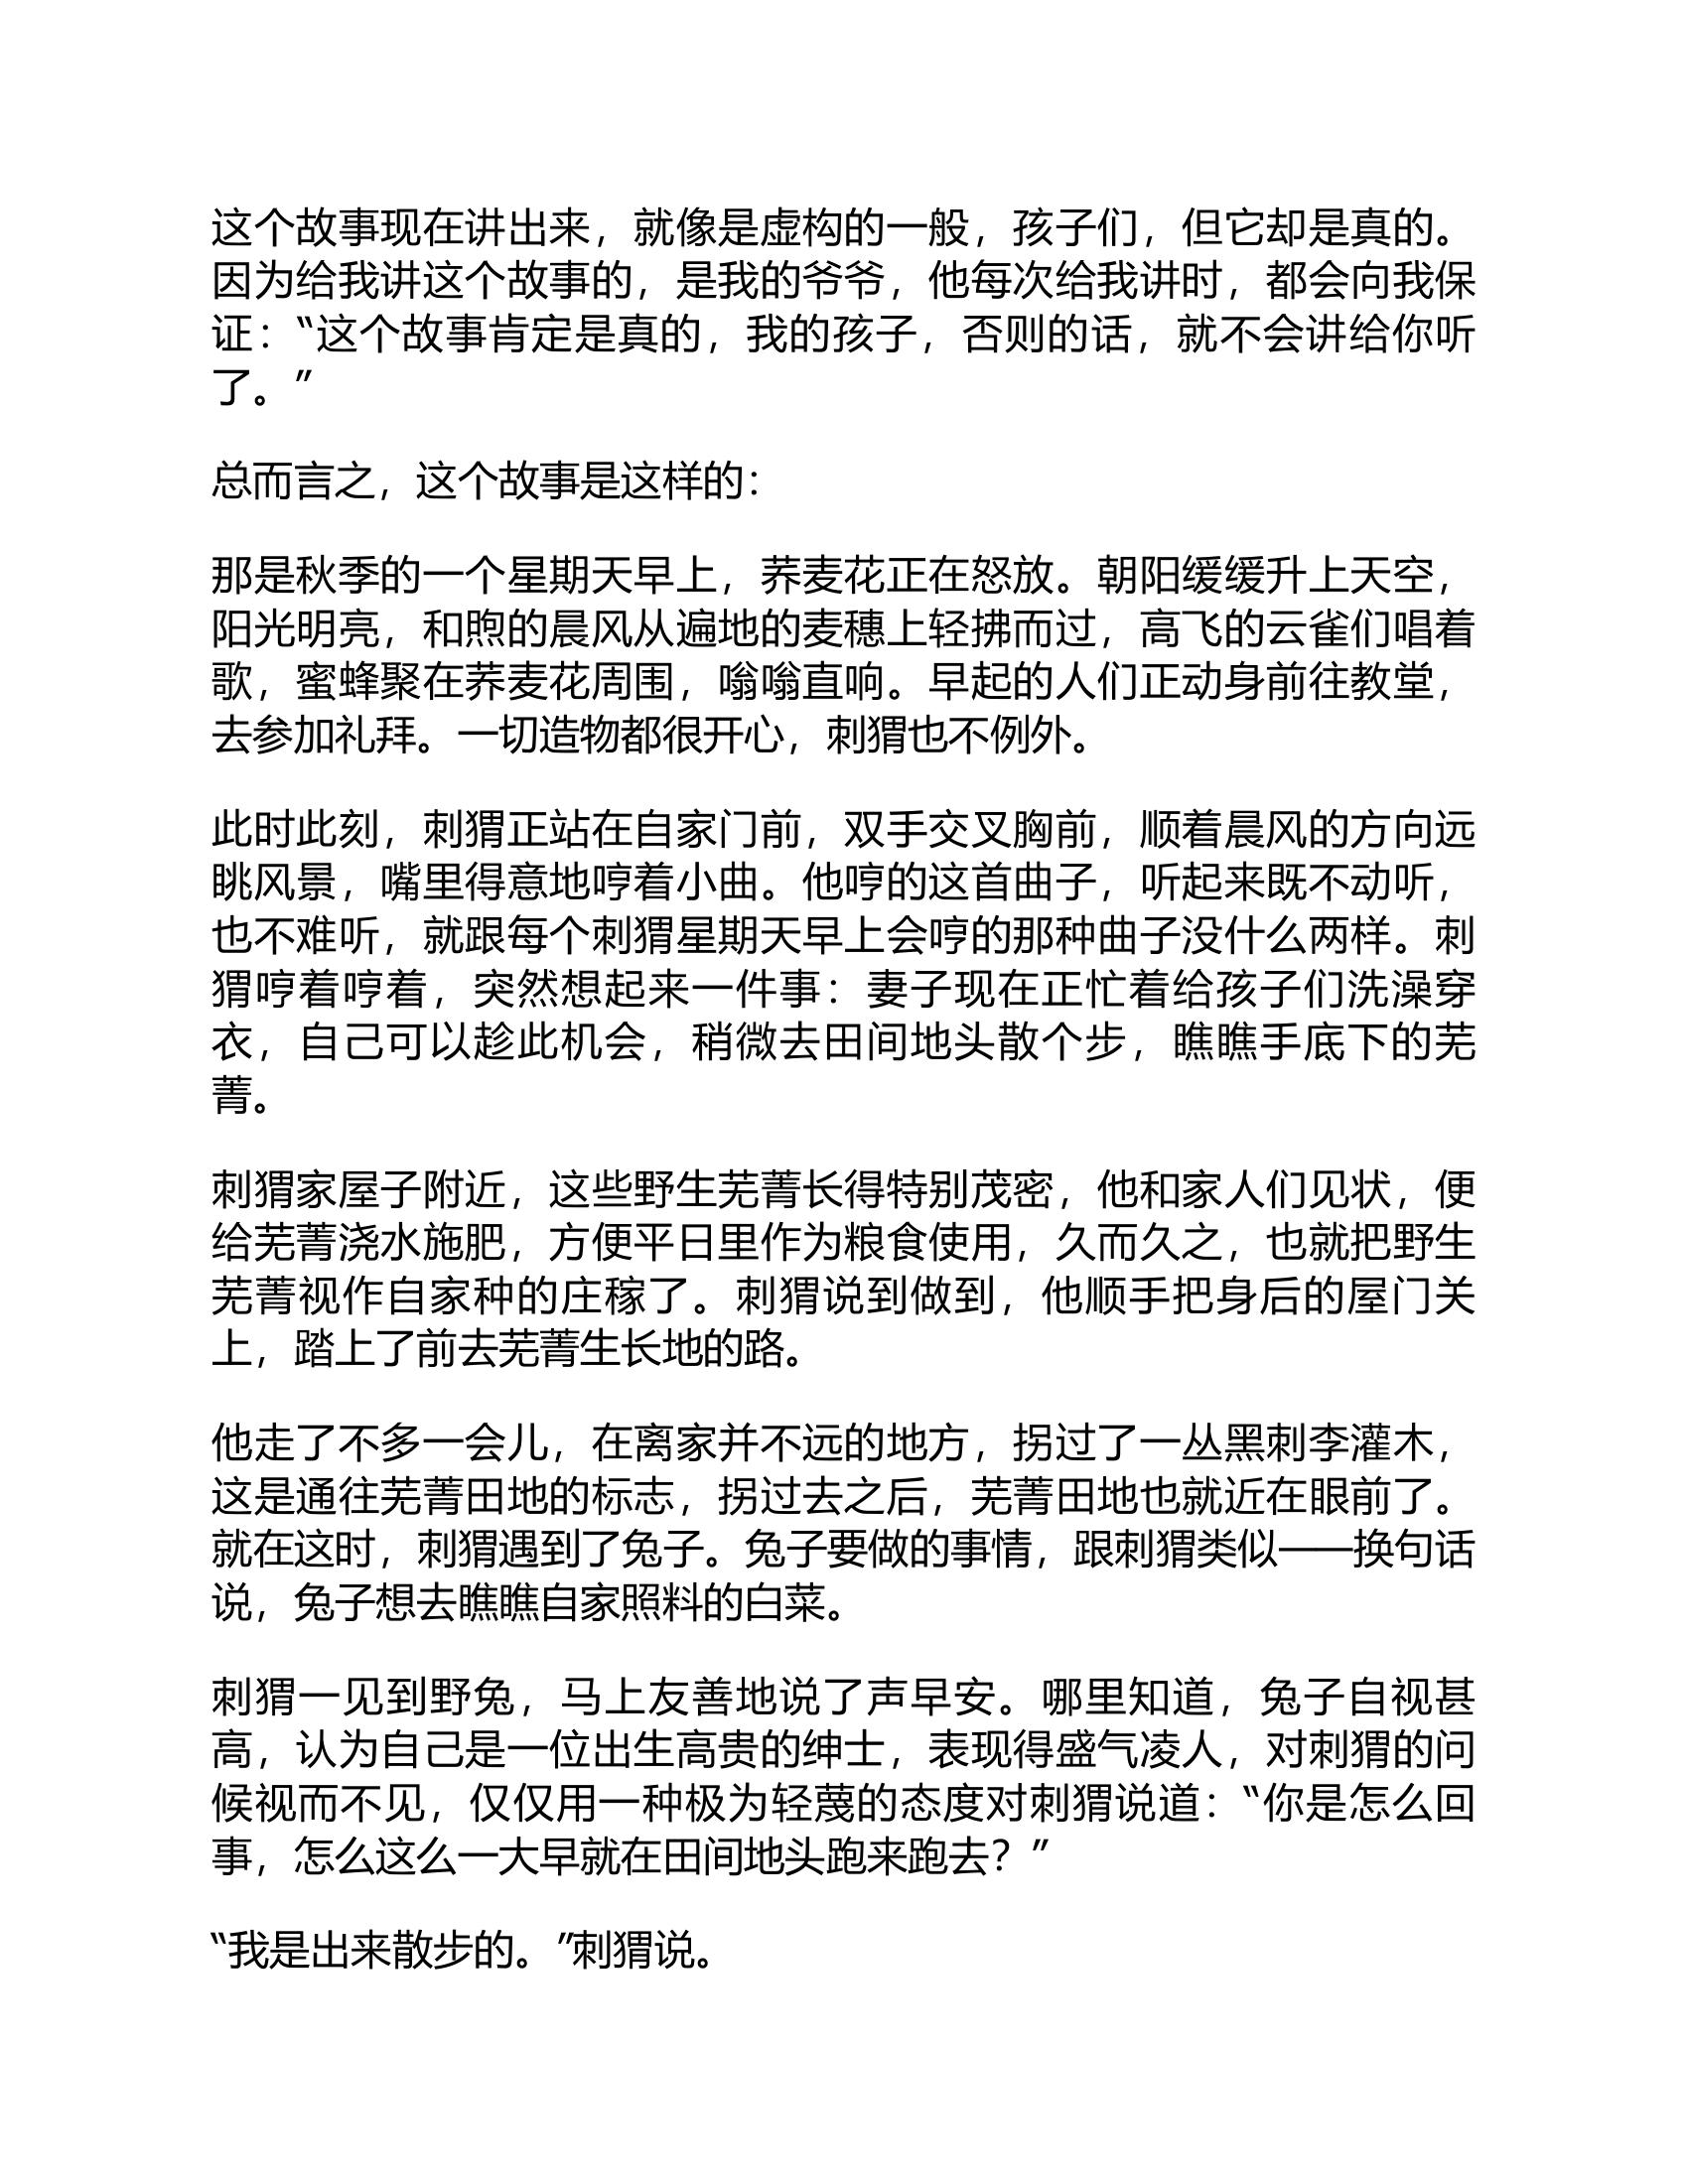 这个故事现在讲出来，就像是虚构的一般，孩子们，但它却是真的。
因为给我讲这个故事的，是我的爷爷，他每次给我讲时，都会向我保
证：“这个故事肯定是真的，我的孩子，否则的话，就不会讲给你听
了。”
总而言之，这个故事是这样的：
那是秋季的一个星期天早上，荞麦花正在怒放。朝阳缓缓升上天空，
阳光明亮，和煦的晨风从遍地的麦穗上轻拂而过，高飞的云雀们唱着
歌，蜜蜂聚在荞麦花周围，嗡嗡直响。早起的人们正动身前往教堂，
去参加礼拜。一切造物都很开心，刺猬也不例外。
此时此刻，刺猬正站在自家门前，双手交叉胸前，顺着晨风的方向远
眺风景，嘴里得意地哼着小曲。他哼的这首曲子，听起来既不动听，
也不难听，就跟每个刺猬星期天早上会哼的那种曲子没什么两样。刺
猬哼着哼着，突然想起来一件事：妻子现在正忙着给孩子们洗澡穿
衣，自己可以趁此机会，稍微去田间地头散个步，瞧瞧手底下的芜
菁。
刺猬家屋子附近，这些野生芜菁长得特别茂密，他和家人们见状，便
给芜菁浇水施肥，方便平日里作为粮食使用，久而久之，也就把野生
芜菁视作自家种的庄稼了。刺猬说到做到，他顺手把身后的屋门关
上，踏上了前去芜菁生长地的路。
他走了不多一会儿，在离家并不远的地方，拐过了一丛黑刺李灌木，
这是通往芜菁田地的标志，拐过去之后，芜菁田地也就近在眼前了。
就在这时，刺猬遇到了兔子。兔子要做的事情，跟刺猬类似——换句话
说，兔子想去瞧瞧自家照料的白菜。
刺猬一见到野兔，马上友善地说了声早安。哪里知道，兔子自视甚
高，认为自己是一位出生高贵的绅士，表现得盛气凌人，对刺猬的问
候视而不见，仅仅用一种极为轻蔑的态度对刺猬说道：“你是怎么回
事，怎么这么一大早就在田间地头跑来跑去？”
“我是出来散步的。”刺猬说。